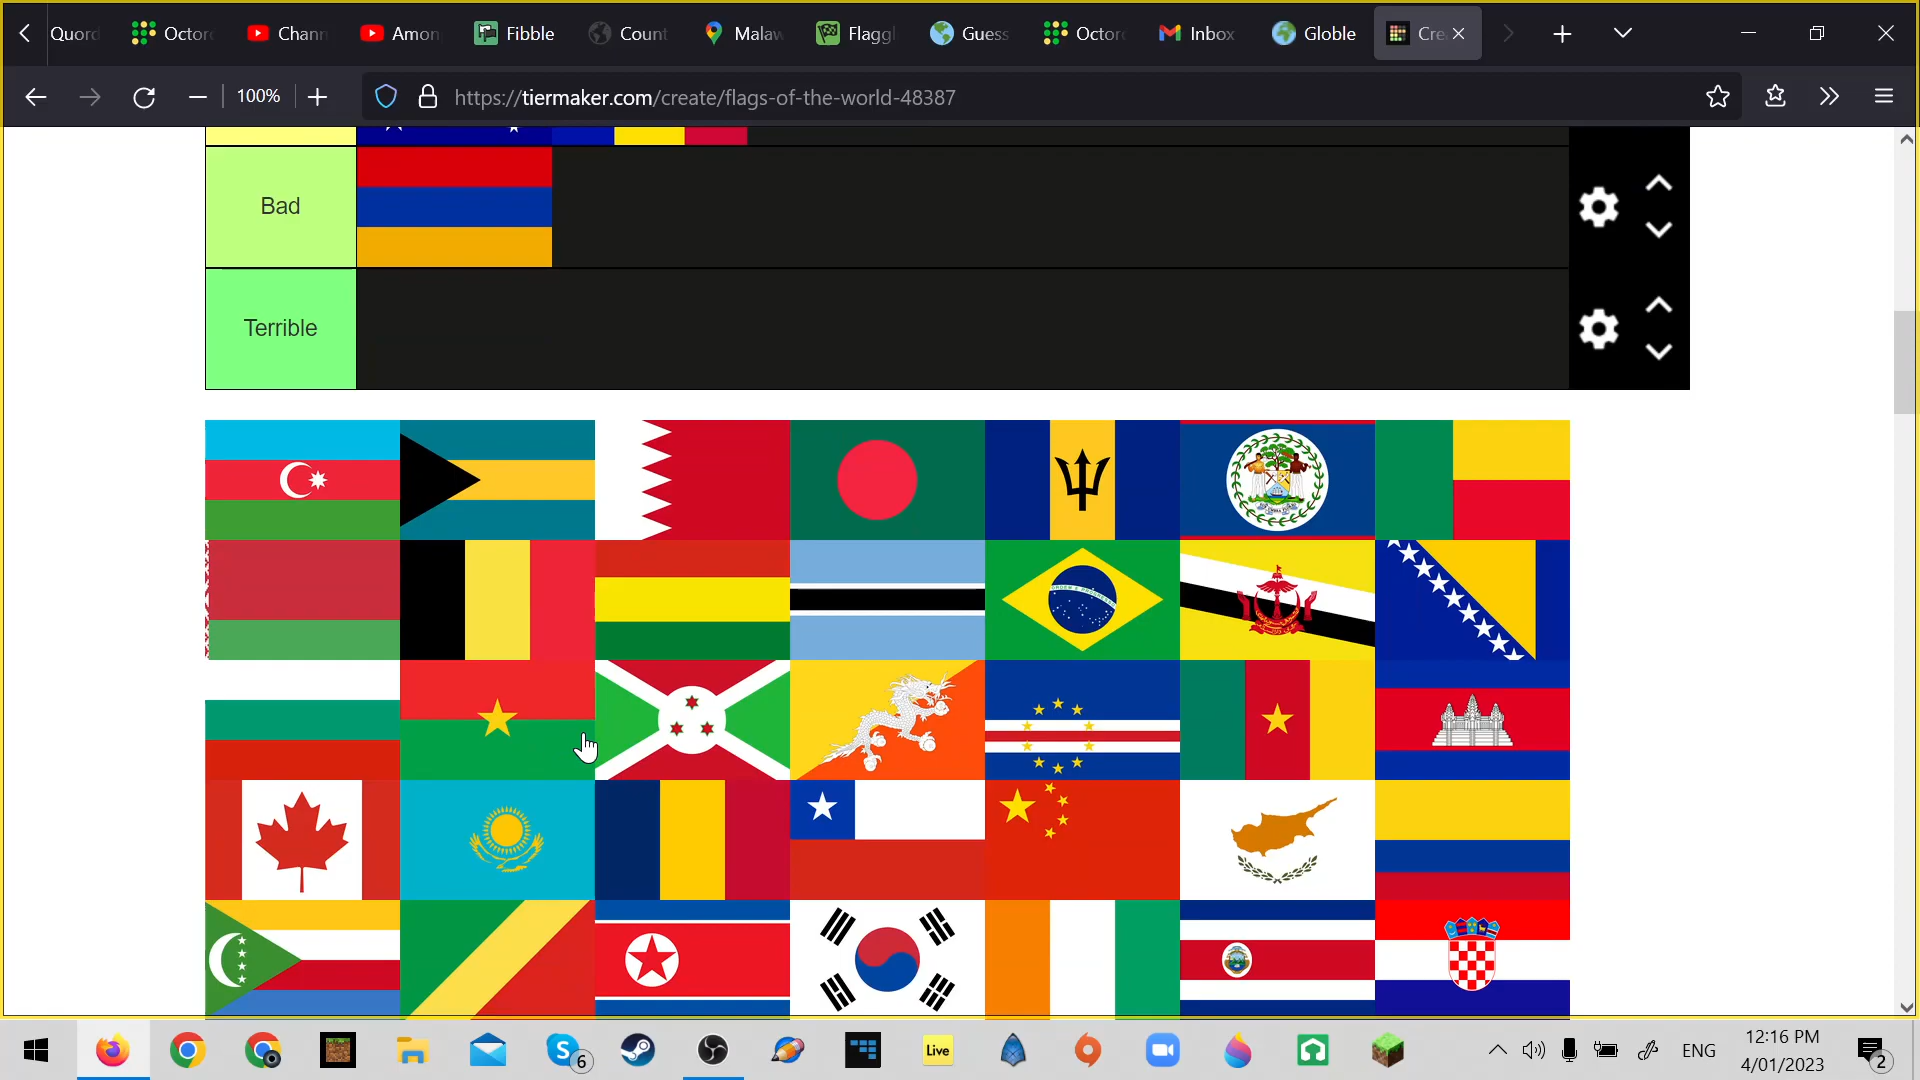 Quord
Octor
Chann
Amon
Fibble
Count
Malaw
Flaggl
Guess
Octor
Inbox
Globle
Cre
100%
https://tiermaker.com/create/flags-of-the-world-48387
Bad
Terrible
6
Live
ENG
12:16 PM
4/01/2023
2